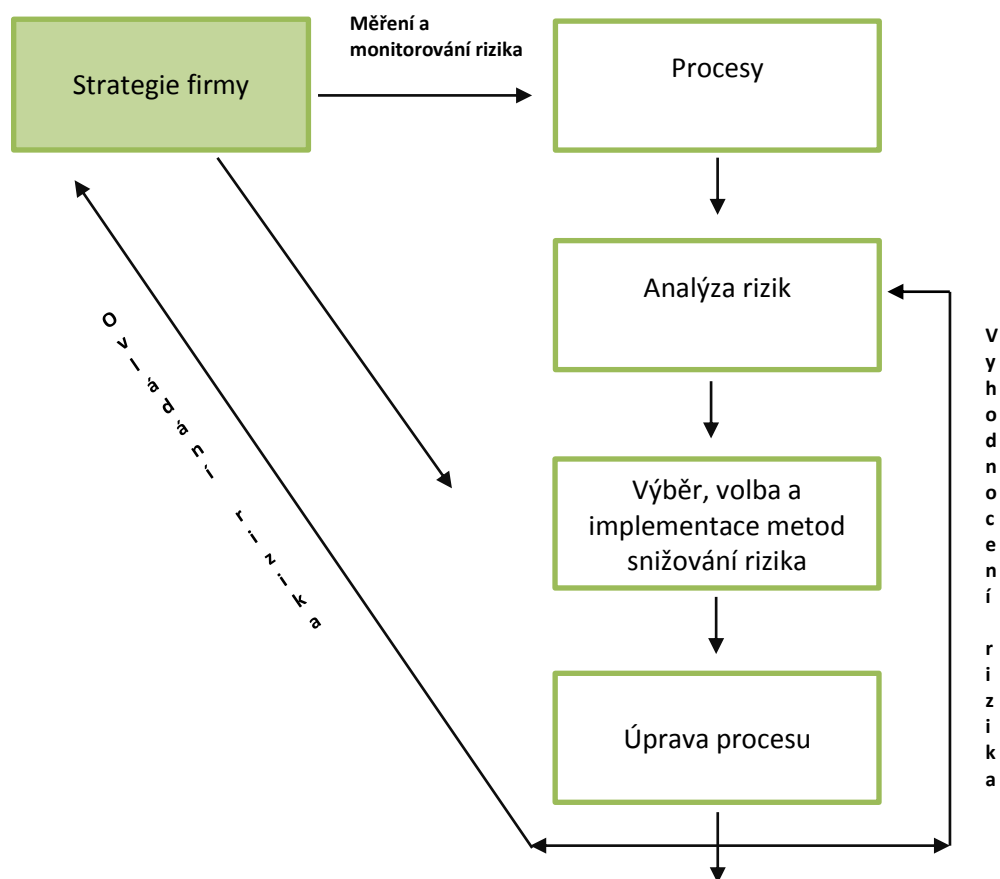 Měření a
monitorování rizika
Strategie firmy
Procesy
Analýza rizik
Výběr, volba a
implementace metod
snižování rizika
Úprava procesu
Ovládání rizika
Vyhodnocení rizika